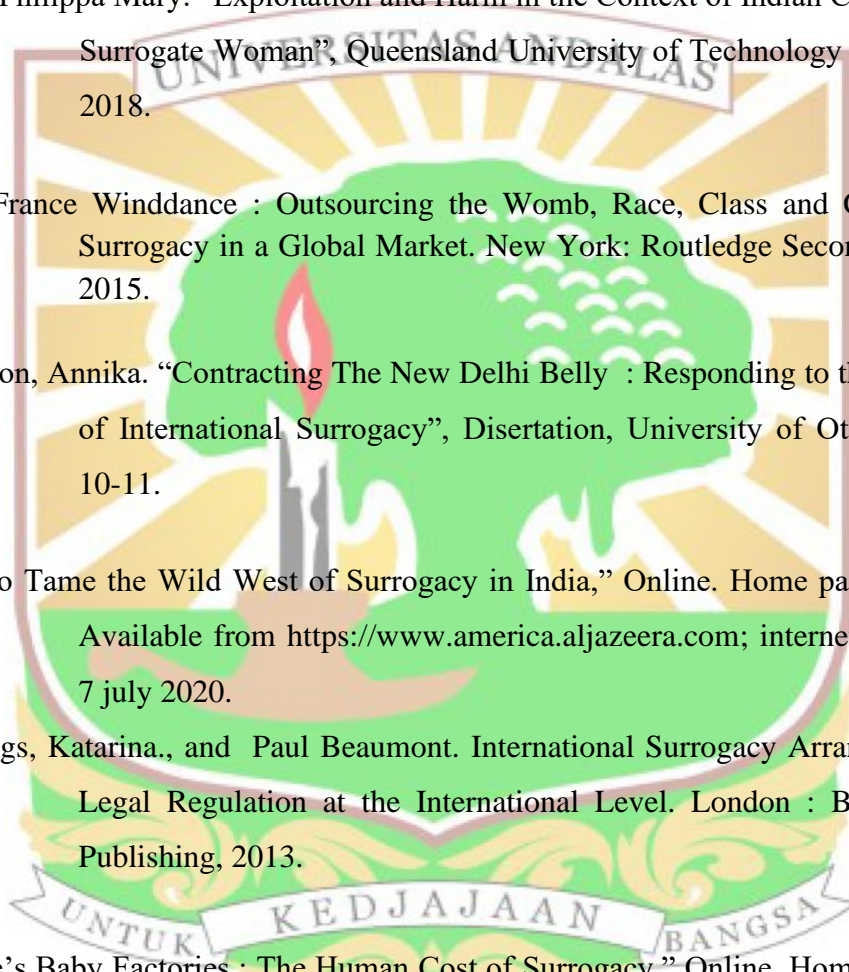 Philippa Mary. “Exploitation and Harm in the Context of Indian C
Surrogate Woman”, Queensland University of Technology
2018.
UNIVERSITAS ANDALAS
France Winddance : Outsourcing the Womb, Race, Class and
Surrogacy in a Global Market. New York: Routledge Secon
2015.
on, Annika. “Contracting The New Delhi Belly : Responding to th
of International Surrogacy”, Disertation, University of Ot
10-11.
o Tame the Wild West of Surrogacy in India,” Online. Home pa
Available from https://www.america.aljazeera.com; interne
7 july 2020.
gs, Katarina., and Paul Beaumont. International Surrogacy Arra
Legal Regulation at the International Level. London : B
Publishing, 2013.
UNTUK KEDJAJAAN BANGSA
e’s Baby Factories : The Human Cost of Surrogacy,” Online. Hom